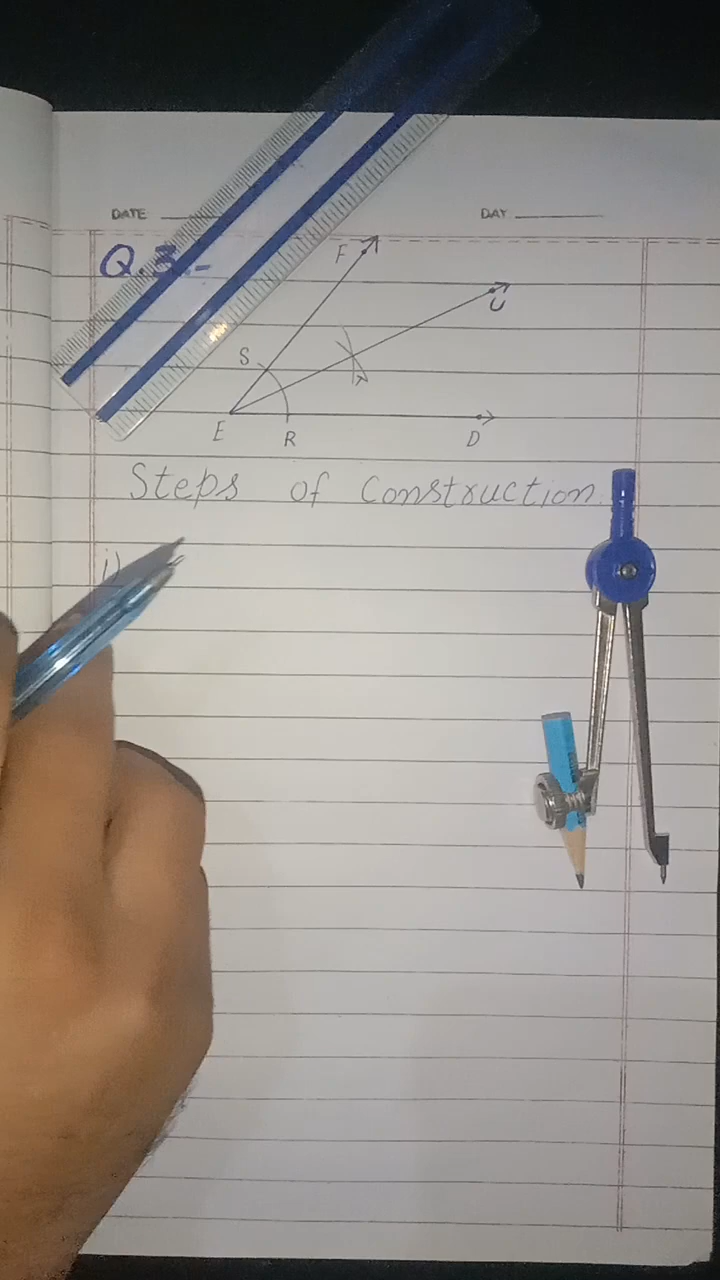 DATE
DAY
Q.3.-
F
U
S
E
R
D
Steps of Construction.
i)